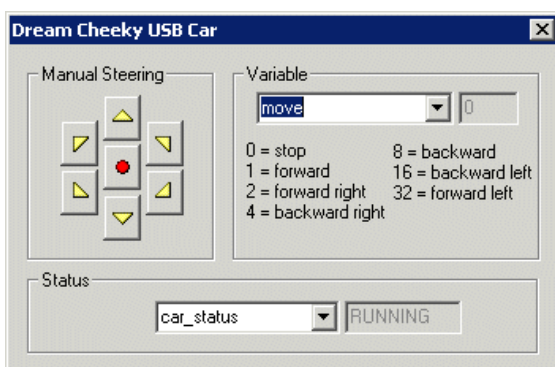 Dream Cheeky USB Car
Manual Steering
Variable
move
0
0 = stop
1 = forward
2 = forward right
4 = backward right
8 = backward
16 = backward left
32 = forward left
Status
car_status
RUNNING